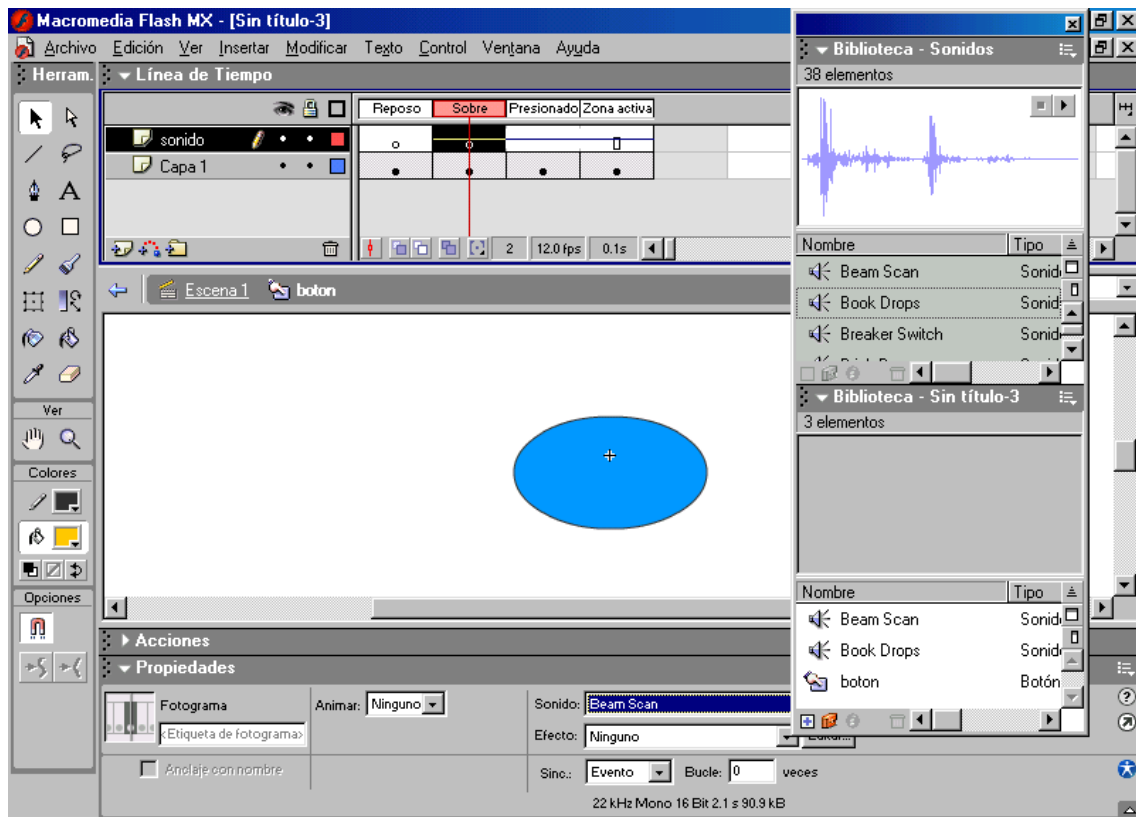 Macromedia Flash MX - [Sin título-3]
Archivo Edición Ver Insertar Modificar Texto Control Ventana Ayuda
Herram.
Línea de Tiempo
Reposo Sobre Presionado Zona activa
sonido
Capa 1
2 12.0 fps 0.1s
Escena 1 boton
Ver
Colores
Opciones
Biblioteca - Sonidos
38 elementos
Nombre Tipo
Beam Scan Sonid
Book Drops Sonid
Breaker Switch Sonid
Biblioteca - Sin título-3
3 elementos
Nombre Tipo
Beam Scan Sonid
Book Drops Sonid
boton Botón
Acciones
Propiedades
Fotograma Animar: Ninguno Sonido: Beam Scan
<Etiqueta de fotograma> Efecto: Ninguno
Anclaje con nombre Sinc.: Evento Bucle: 0 veces
22 kHz Mono 16 Bit 2.1 s 90.9 kB